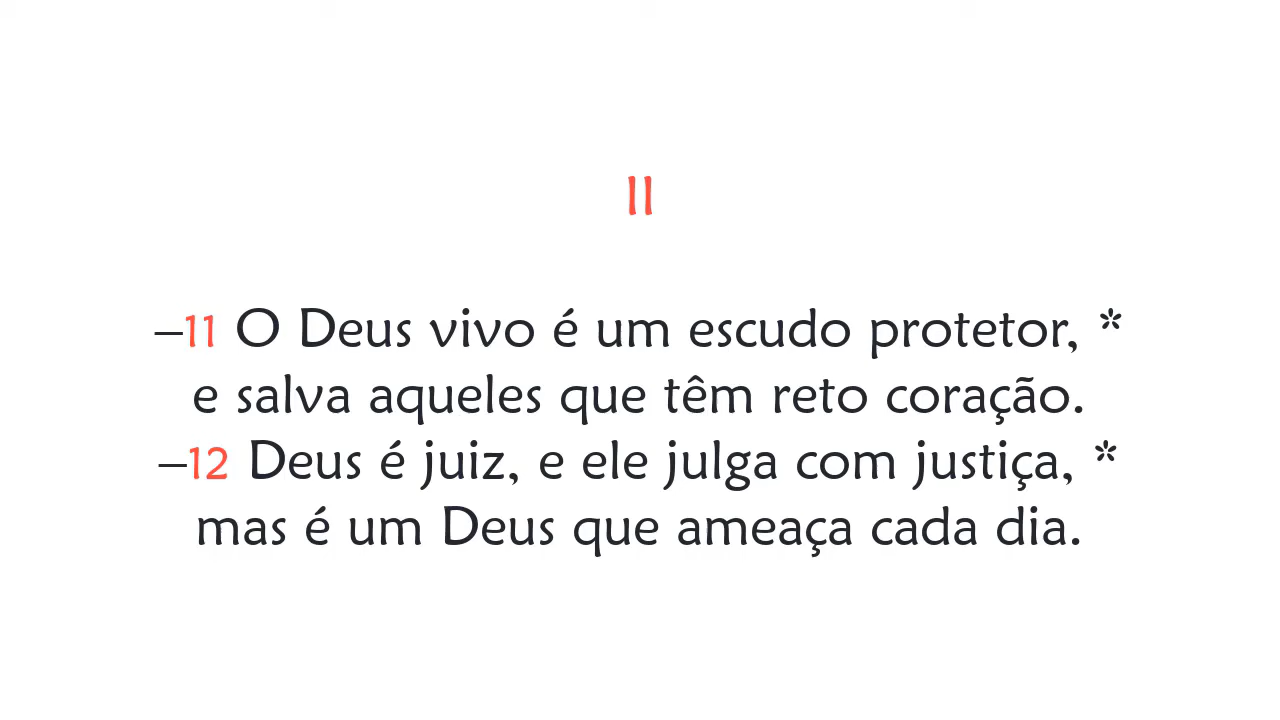 II
–11 O Deus vivo é um escudo protetor, *
e salva aqueles que têm reto coração.
–12 Deus é juiz, e ele julga com justiça, *
mas é um Deus que ameaça cada dia.